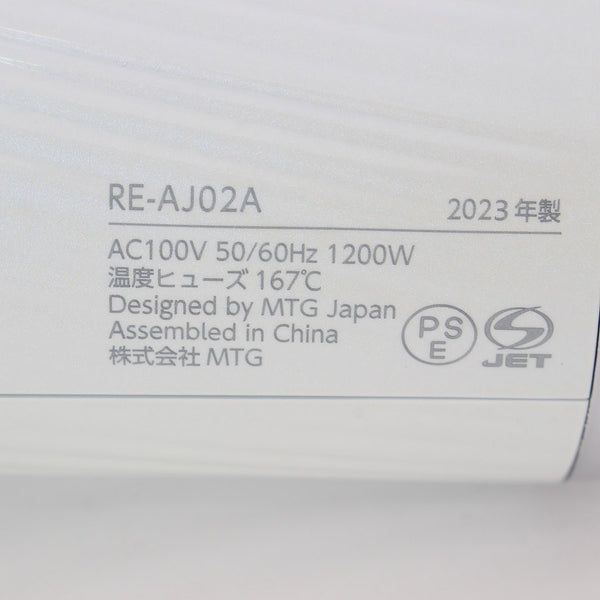 RE-AJ02A
2023年製
AC100V 50/60Hz 1200W
温度ヒューズ 167℃
Designed by MTG Japan
Assembled in China
株式会社 MTG
PS
E
JET